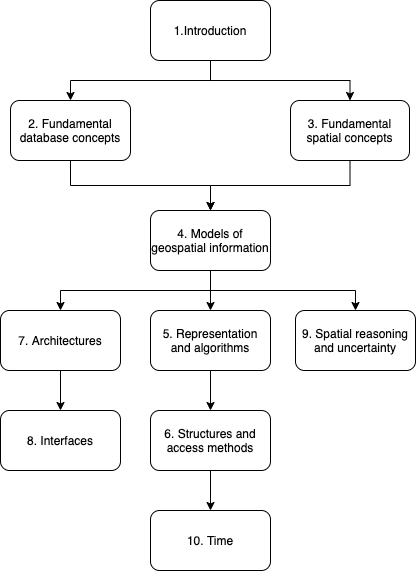 1.Introduction
2. Fundamental
database concepts
3. Fundamental
spatial concepts
4. Models of
geospatial information
7. Architectures
5. Representation
and algorithms
9. Spatial reasoning
and uncertainty
8. Interfaces
6. Structures and
access methods
10. Time